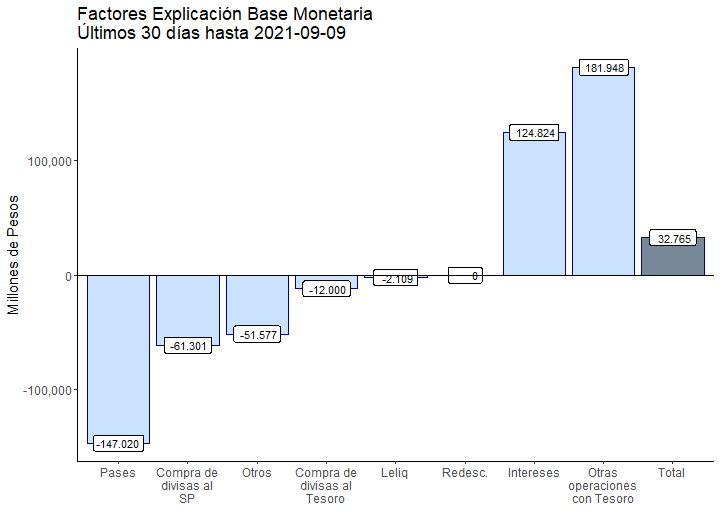 Factores Explicación Base Monetaria
Últimos 30 días hasta 2021-09-09
Millones de Pesos
100,000
0
-100,000
-147.020
-61.301
-51.577
-12.000
-2.109
0
124.824
181.948
32.765
Pases
Compra de
divisas al
SP
Otros
Compra de
divisas al
Tesoro
Leliq
Redesc.
Intereses
Otras
operaciones
con Tesoro
Total